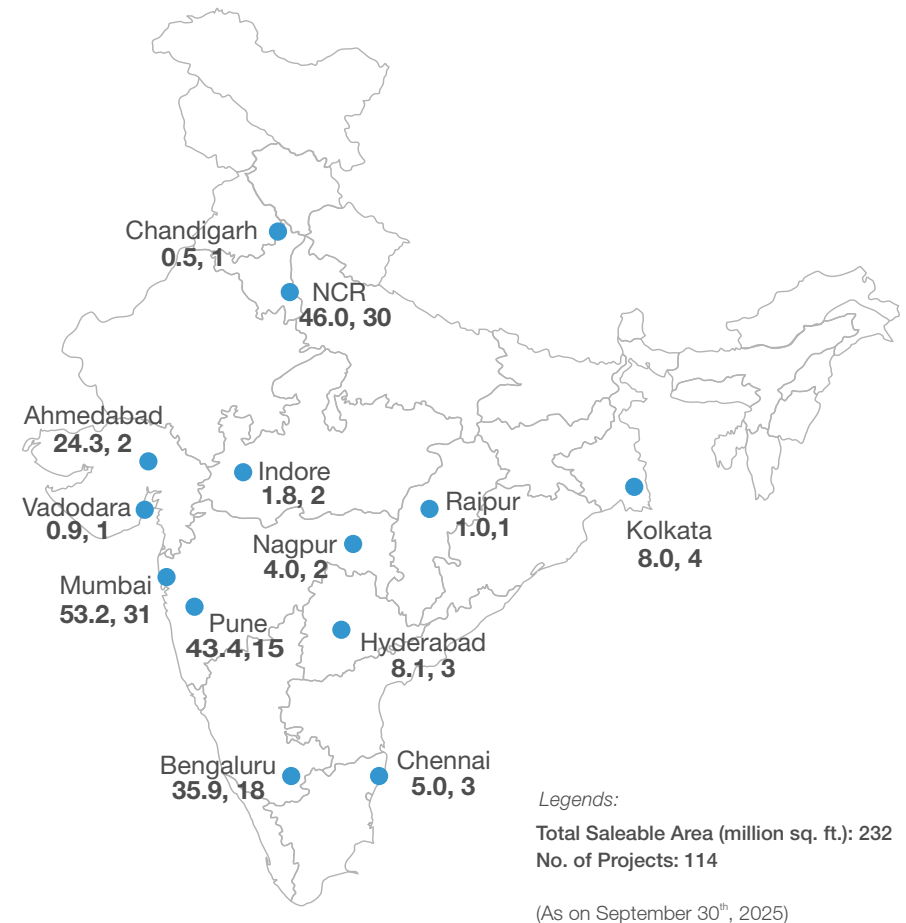 Chandigarh
0.5, 1
NCR
46.0, 30
Ahmedabad
24.3, 2
Indore
1.8, 2
Vadodara
0.9, 1
Raipur
1.0,1
Kolkata
8.0, 4
Nagpur
4.0, 2
Mumbai
53.2, 31
Pune
43.4,15
Hyderabad
8.1, 3
Bengaluru
35.9, 18
Chennai
5.0, 3
Legends:
Total Saleable Area (million sq. ft.): 232
No. of Projects: 114
(As on September 30th, 2025)